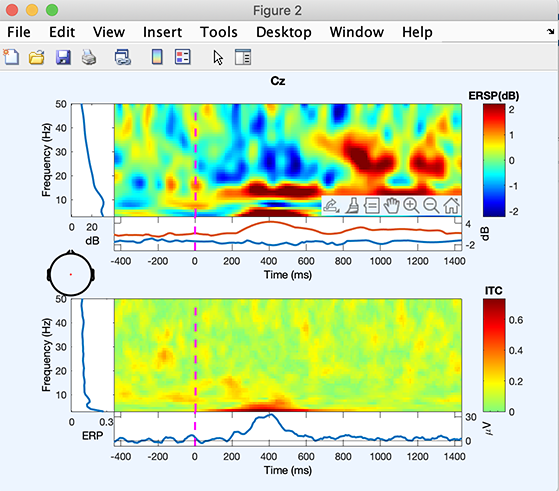 Figure 2
File Edit View Insert Tools Desktop Window Help
Cz
ERSP(dB)
Frequency (Hz)
50
40
30
20
10
2
1
0
-1
-2
0 20
dB
4
-2
dB
-400 -200 0 200 400 600 800 1000 1200 1400
Time (ms)
ITC
Frequency (Hz)
50
40
30
20
10
0.6
0.4
0.2
0
0 0.3
ERP
30
0
μV
-400 -200 0 200 400 600 800 1000 1200 1400
Time (ms)